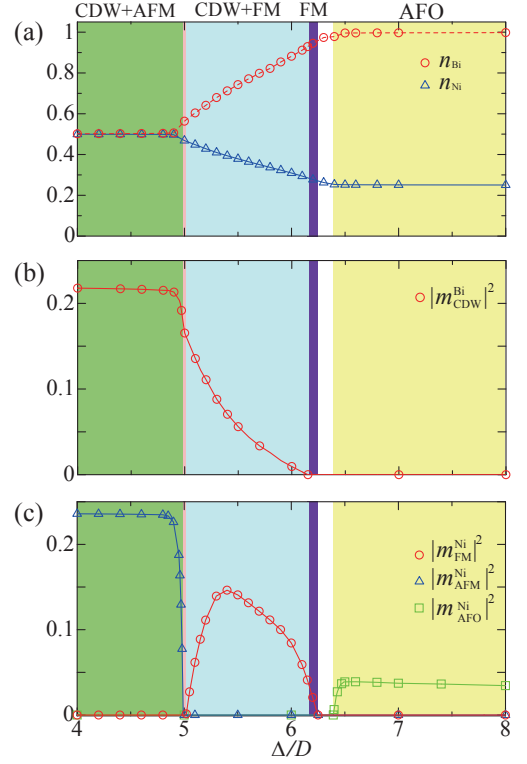 CDW+AFM CDW+FM FM AFO
(a)
1
0.8
0.6
0.4
0.2
0
n_Bi
n_Ni
(b)
0.2
0.1
0
|m^Bi_CDW|^2
(c)
0.2
0.1
0
|m^Ni_FM|^2
|m^Ni_AFM|^2
|m^Ni_AFO|^2
4 5 6 7 8
Δ/D